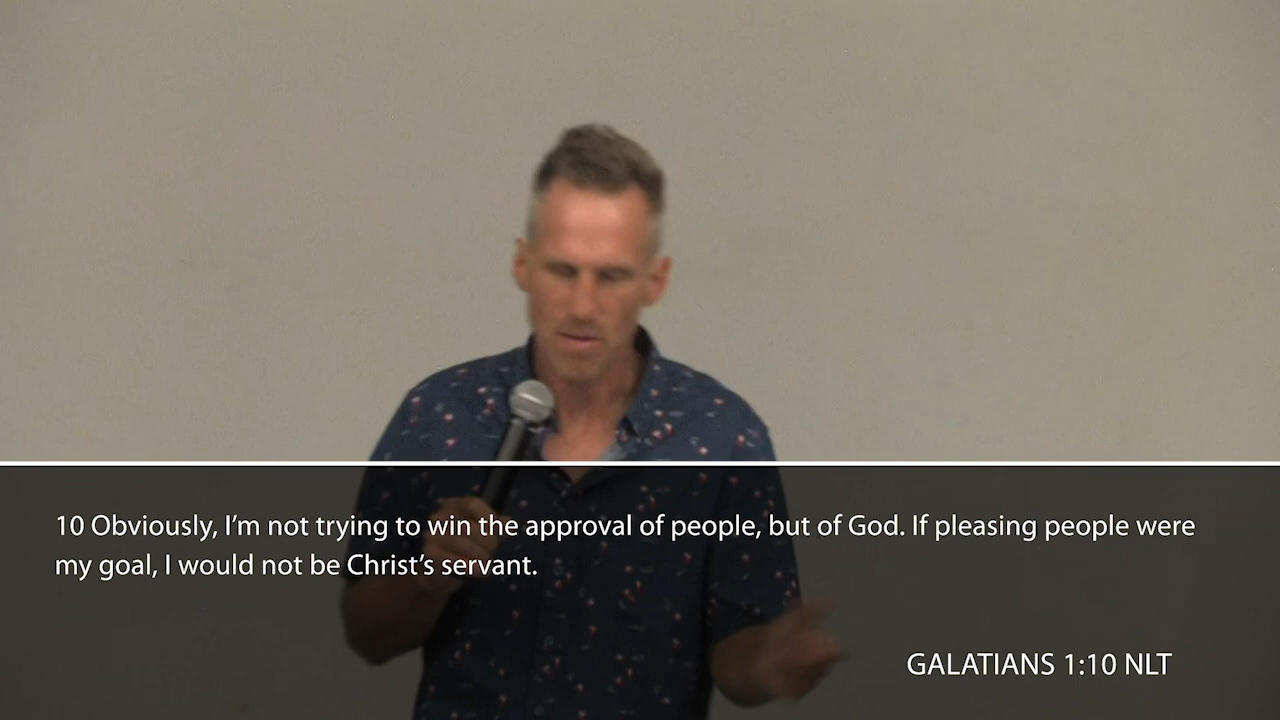 10 Obviously, I’m not trying to win the approval of people, but of God. If pleasing people were
my goal, I would not be Christ’s servant.
GALATIANS 1:10 NLT